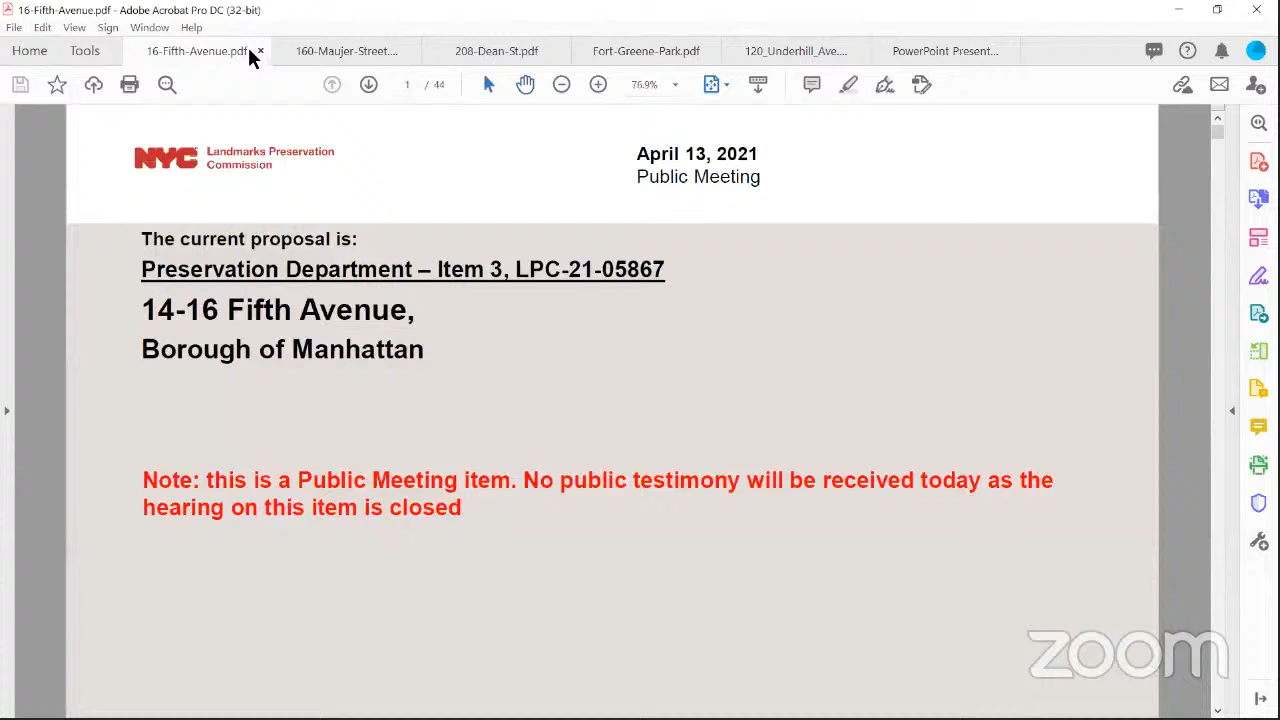 16-Fifth-Avenue.pdf - Adobe Acrobat Pro DC (32-bit)
File Edit View Sign Window Help
Home Tools 16-Fifth-Avenue.pdf × 160-Maujer-Street.... 208-Dean-St.pdf Fort-Greene-Park.pdf 120_Underhill_Ave.... PowerPoint Present...
1 / 44 76.9%
NYC Landmarks Preservation
Commission
April 13, 2021
Public Meeting
The current proposal is:
Preservation Department – Item 3, LPC-21-05867
14-16 Fifth Avenue,
Borough of Manhattan
Note: this is a Public Meeting item. No public testimony will be received today as the
hearing on this item is closed
zoom